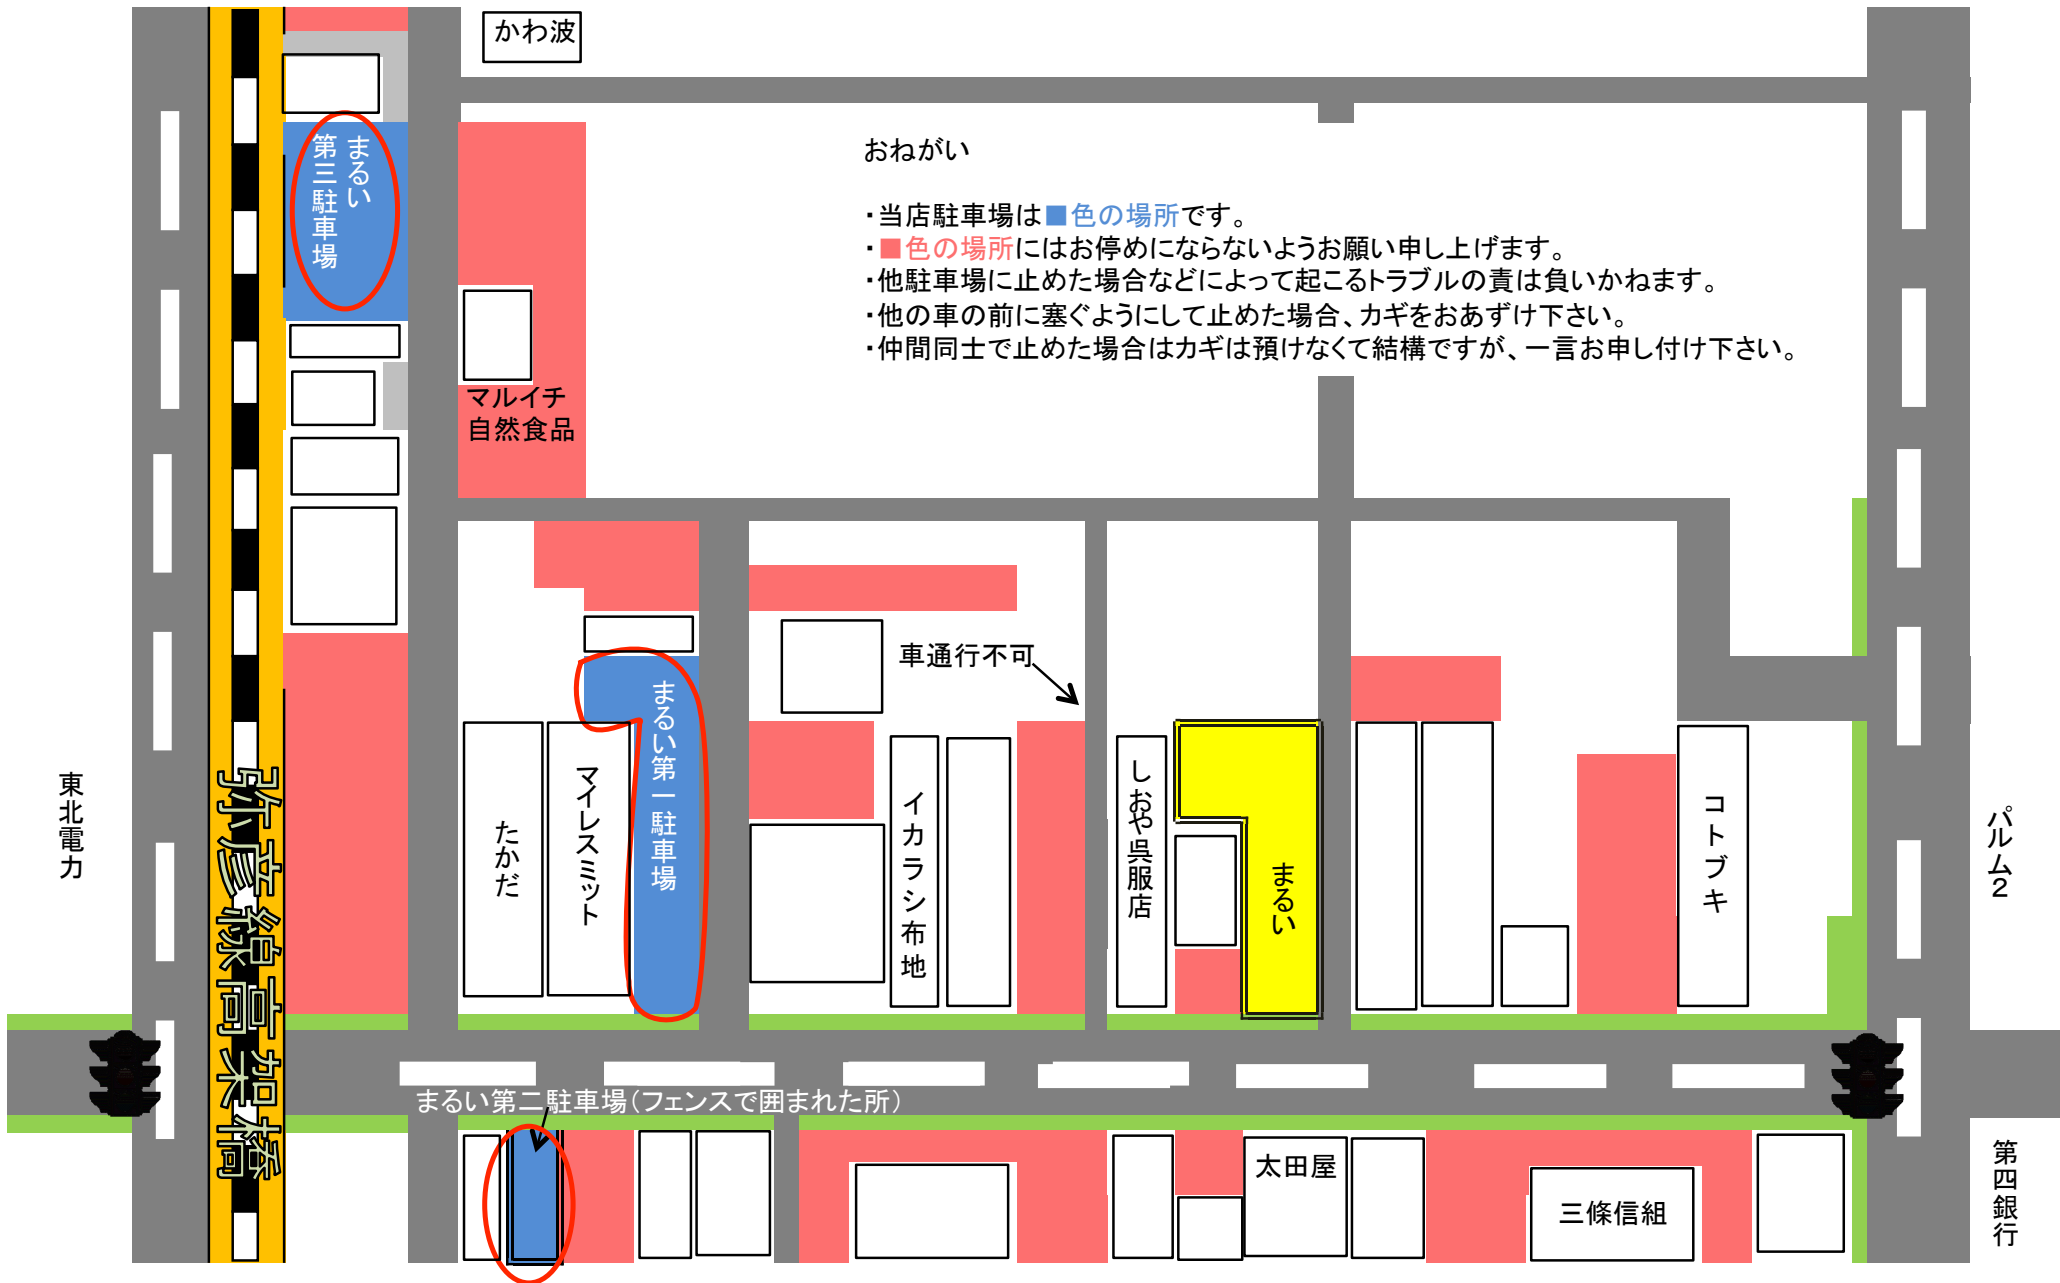 かわ波
まるい
第三駐車場
おねがい
・当店駐車場は■色の場所です。
・■色の場所にはお停めにならないようお願い申し上げます。
・他駐車場に止めた場合などによって起こるトラブルの責は負いかねます。
・他の車の前に塞ぐようにして止めた場合、カギをおあずけ下さい。
・仲間同士で止めた場合はカギは預けなくて結構ですが、一言お申し付け下さい。
マルイチ
自然食品
車通行不可
東北電力
弥彦線高架橋
たかだ
マイレスミット
まるい第一駐車場
イカラシ布地
しおや呉服店
まるい
コトブキ
パルム2
まるい第二駐車場(フェンスで囲まれた所)
太田屋
三條信組
第四銀行